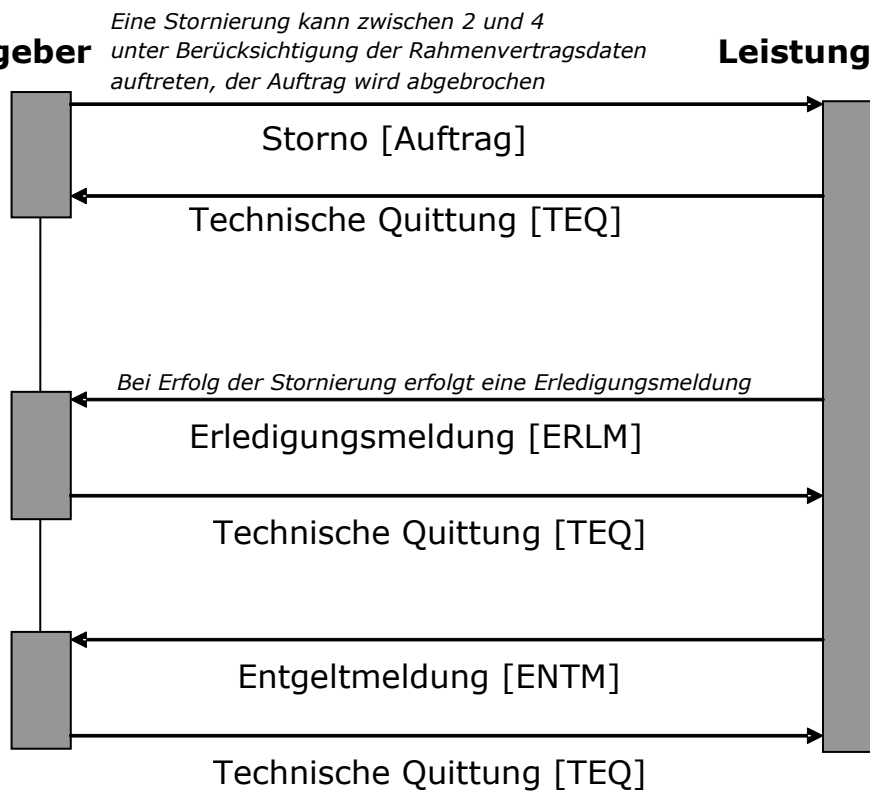 Eine Stornierung kann zwischen 2 und 4
geber unter Berücksichtigung der Rahmenvertragsdaten Leistung
auftreten, der Auftrag wird abgebrochen
Storno [Auftrag]
Technische Quittung [TEQ]
Bei Erfolg der Stornierung erfolgt eine Erledigungsmeldung
Erledigungsmeldung [ERLM]
Technische Quittung [TEQ]
Entgeltmeldung [ENTM]
Technische Quittung [TEQ]